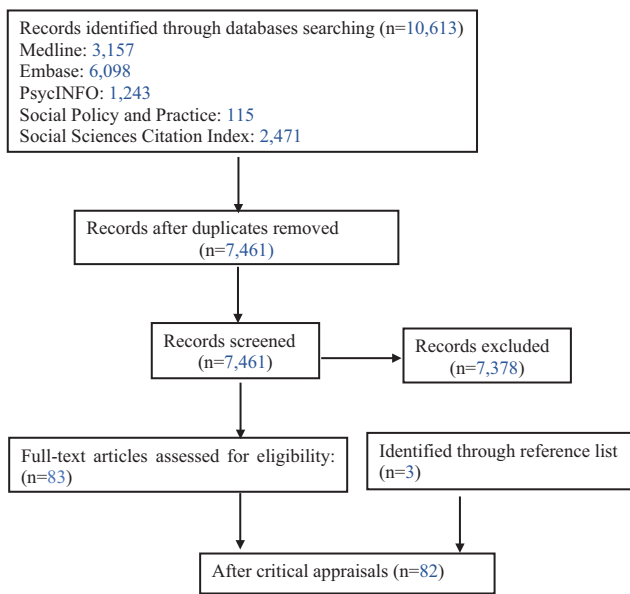 Records identified through databases searching (n=10,613)
Medline: 3,157
Embase: 6,098
PsycINFO: 1,243
Social Policy and Practice: 115
Social Sciences Citation Index: 2,471
Records after duplicates removed
(n=7,461)
Records screened
(n=7,461)
Records excluded
(n=7,378)
Full-text articles assessed for eligibility:
(n=83)
Identified through reference list
(n=3)
After critical appraisals (n=82)